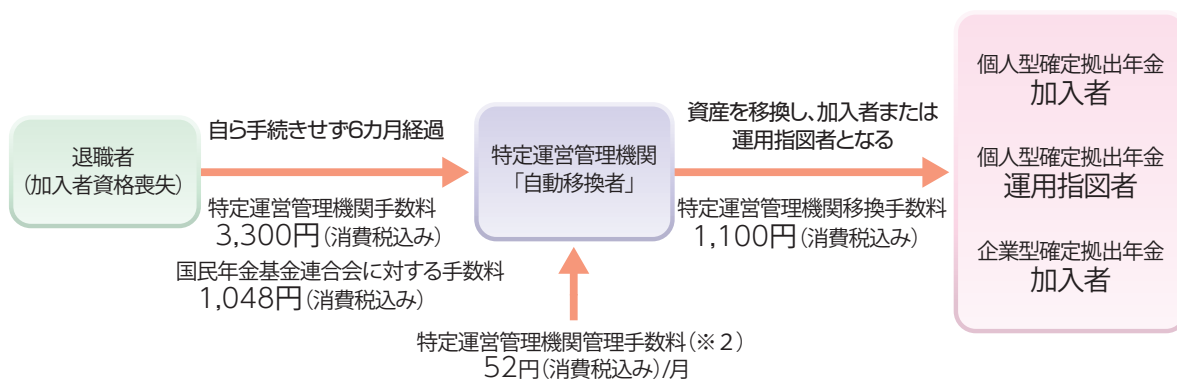 退職者
(加入者資格喪失)
自ら手続きせず6カ月経過
特定運営管理機関手数料
3,300円(消費税込み)
国民年金基金連合会に対する手数料
1,048円(消費税込み)
特定運営管理機関
「自動移換者」
特定運営管理機関管理手数料(※2)
52円(消費税込み)/月
資産を移換し、加入者または
運用指図者となる
特定運営管理機関移換手数料
1,100円(消費税込み)
個人型確定拠出年金
加入者
個人型確定拠出年金
運用指図者
企業型確定拠出年金
加入者